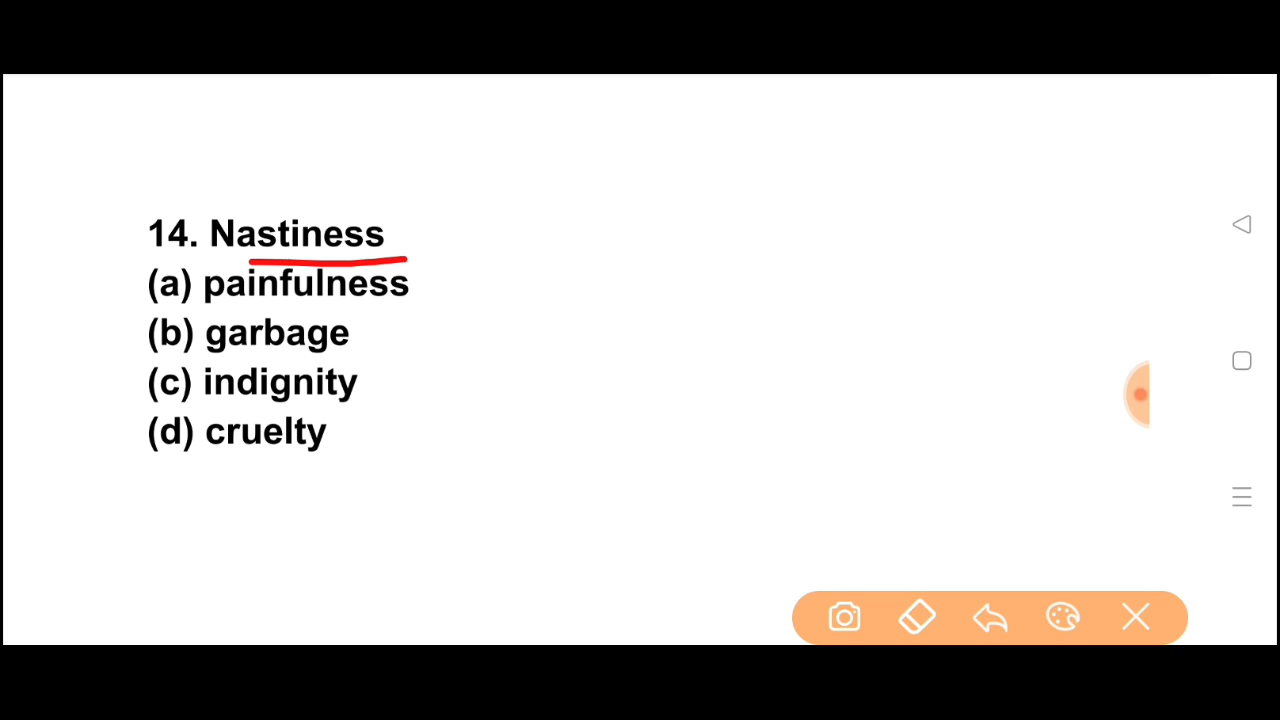 14. Nastiness
(a) painfulness
(b) garbage
(c) indignity
(d) cruelty